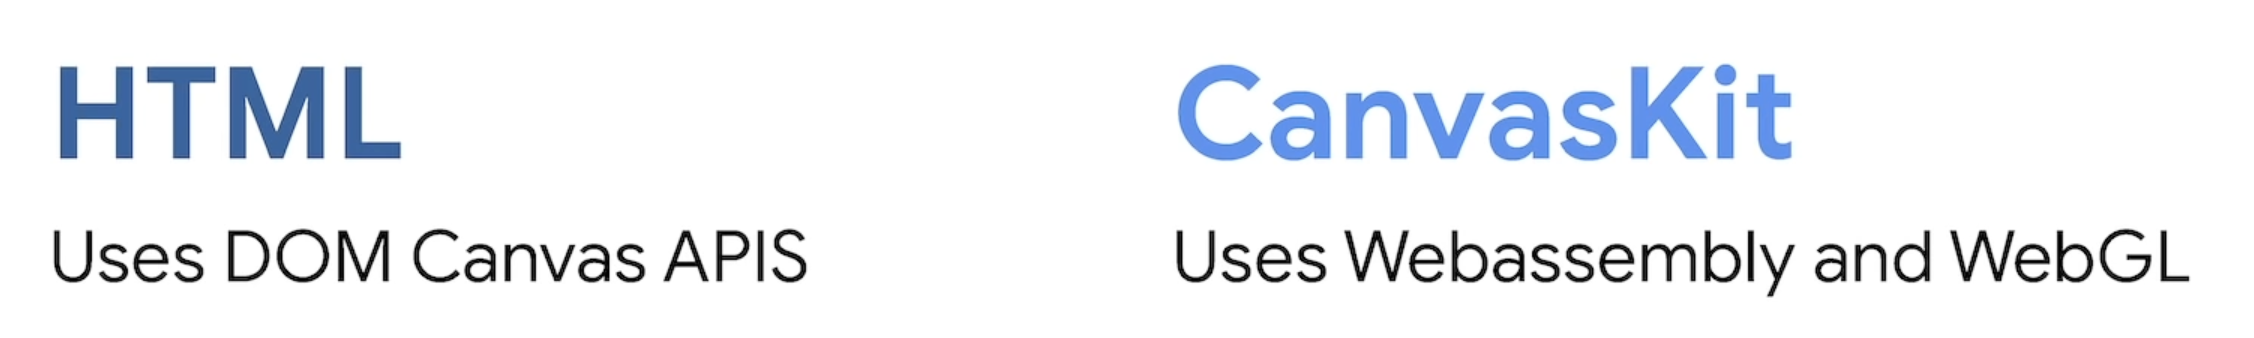 HTML
Uses DOM Canvas APIS
CanvasKit
Uses Webassembly and WebGL